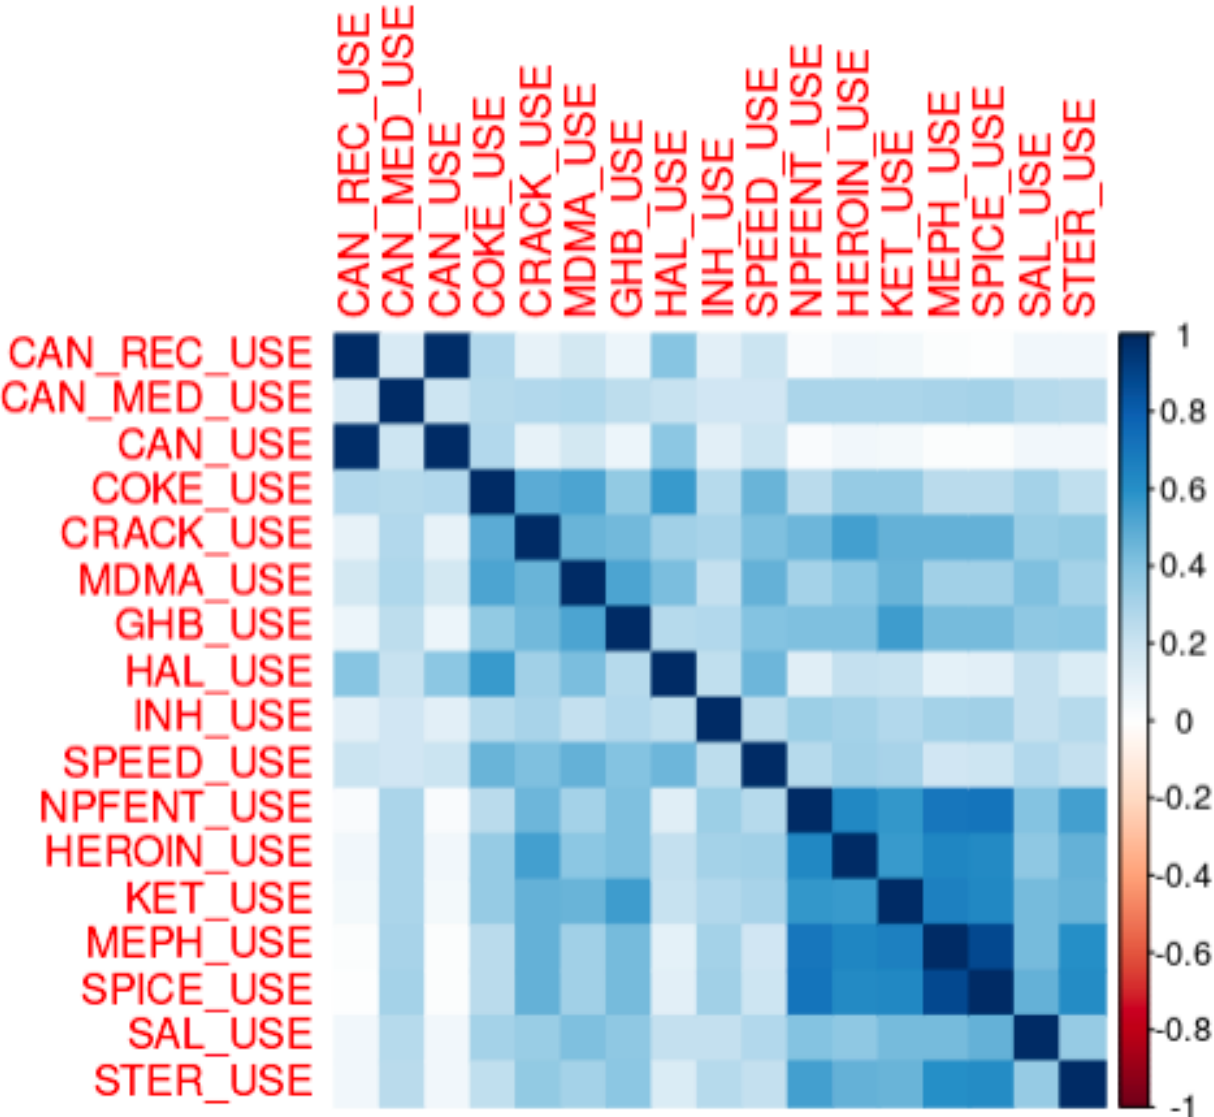 CAN_REC_USE
CAN_MED_USE
CAN_USE
COKE_USE
CRACK_USE
MDMA_USE
GHB_USE
HAL_USE
INH_USE
SPEED_USE
NPFENT_USE
HEROIN_USE
KET_USE
MEPH_USE
SPICE_USE
SAL_USE
STER_USE
CAN_REC_USE
CAN_MED_USE
CAN_USE
COKE_USE
CRACK_USE
MDMA_USE
GHB_USE
HAL_USE
INH_USE
SPEED_USE
NPFENT_USE
HEROIN_USE
KET_USE
MEPH_USE
SPICE_USE
SAL_USE
STER_USE
1
0.8
0.6
0.4
0.2
0
-0.2
-0.4
-0.6
-0.8
-1